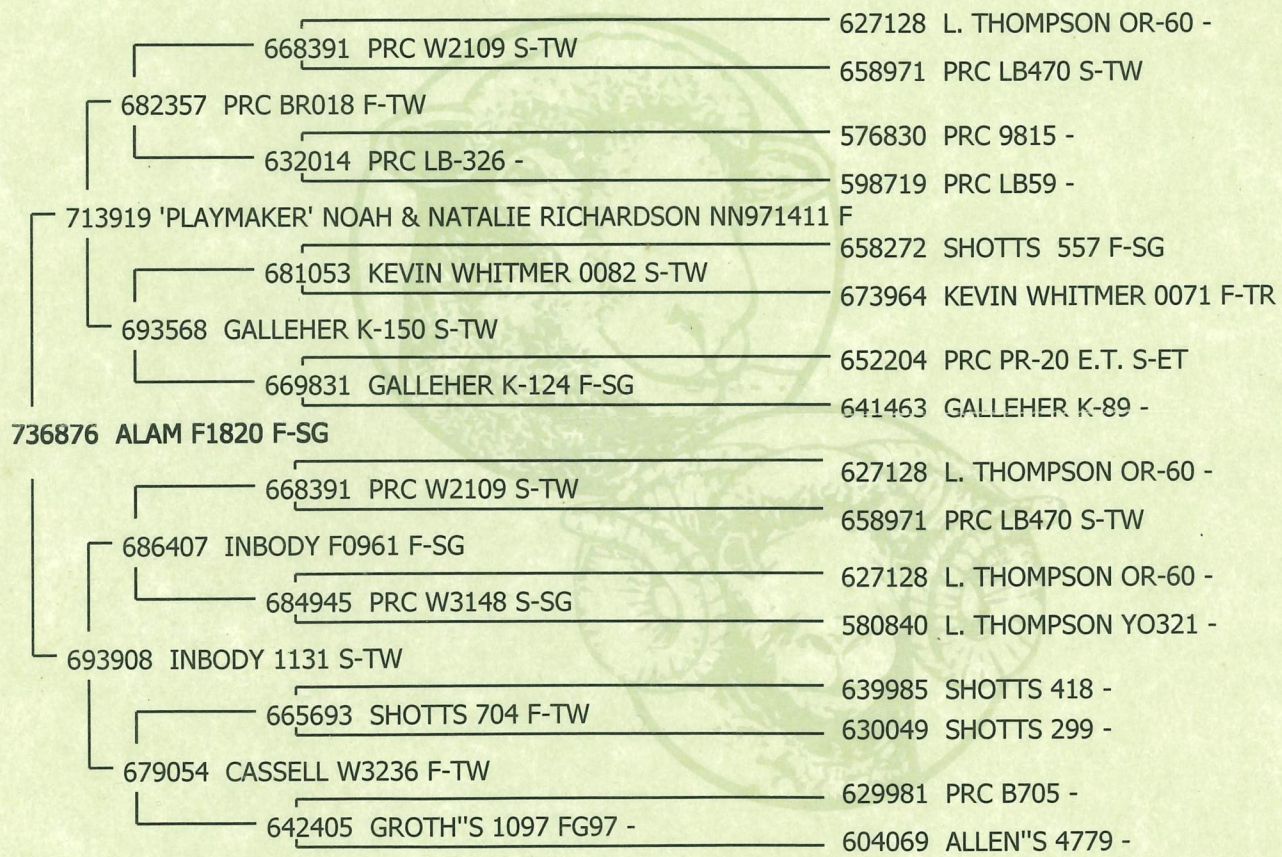 627128 L. THOMPSON OR-60 -
668391 PRC W2109 S-TW
658971 PRC LB470 S-TW
682357 PRC BR018 F-TW
576830 PRC 9815 -
632014 PRC LB-326 -
598719 PRC LB59 -
713919 'PLAYMAKER' NOAH & NATALIE RICHARDSON NN971411 F
658272 SHOTTS 557 F-SG
681053 KEVIN WHITMER 0082 S-TW
673964 KEVIN WHITMER 0071 F-TR
693568 GALLEHER K-150 S-TW
652204 PRC PR-20 E.T. S-ET
669831 GALLEHER K-124 F-SG
641463 GALLEHER K-89 -
736876 ALAM F1820 F-SG
627128 L. THOMPSON OR-60 -
668391 PRC W2109 S-TW
658971 PRC LB470 S-TW
686407 INBODY F0961 F-SG
627128 L. THOMPSON OR-60 -
684945 PRC W3148 S-SG
580840 L. THOMPSON YO321 -
693908 INBODY 1131 S-TW
639985 SHOTTS 418 -
665693 SHOTTS 704 F-TW
630049 SHOTTS 299 -
679054 CASSELL W3236 F-TW
629981 PRC B705 -
642405 GROTH"S 1097 FG97 -
604069 ALLEN"S 4779 -